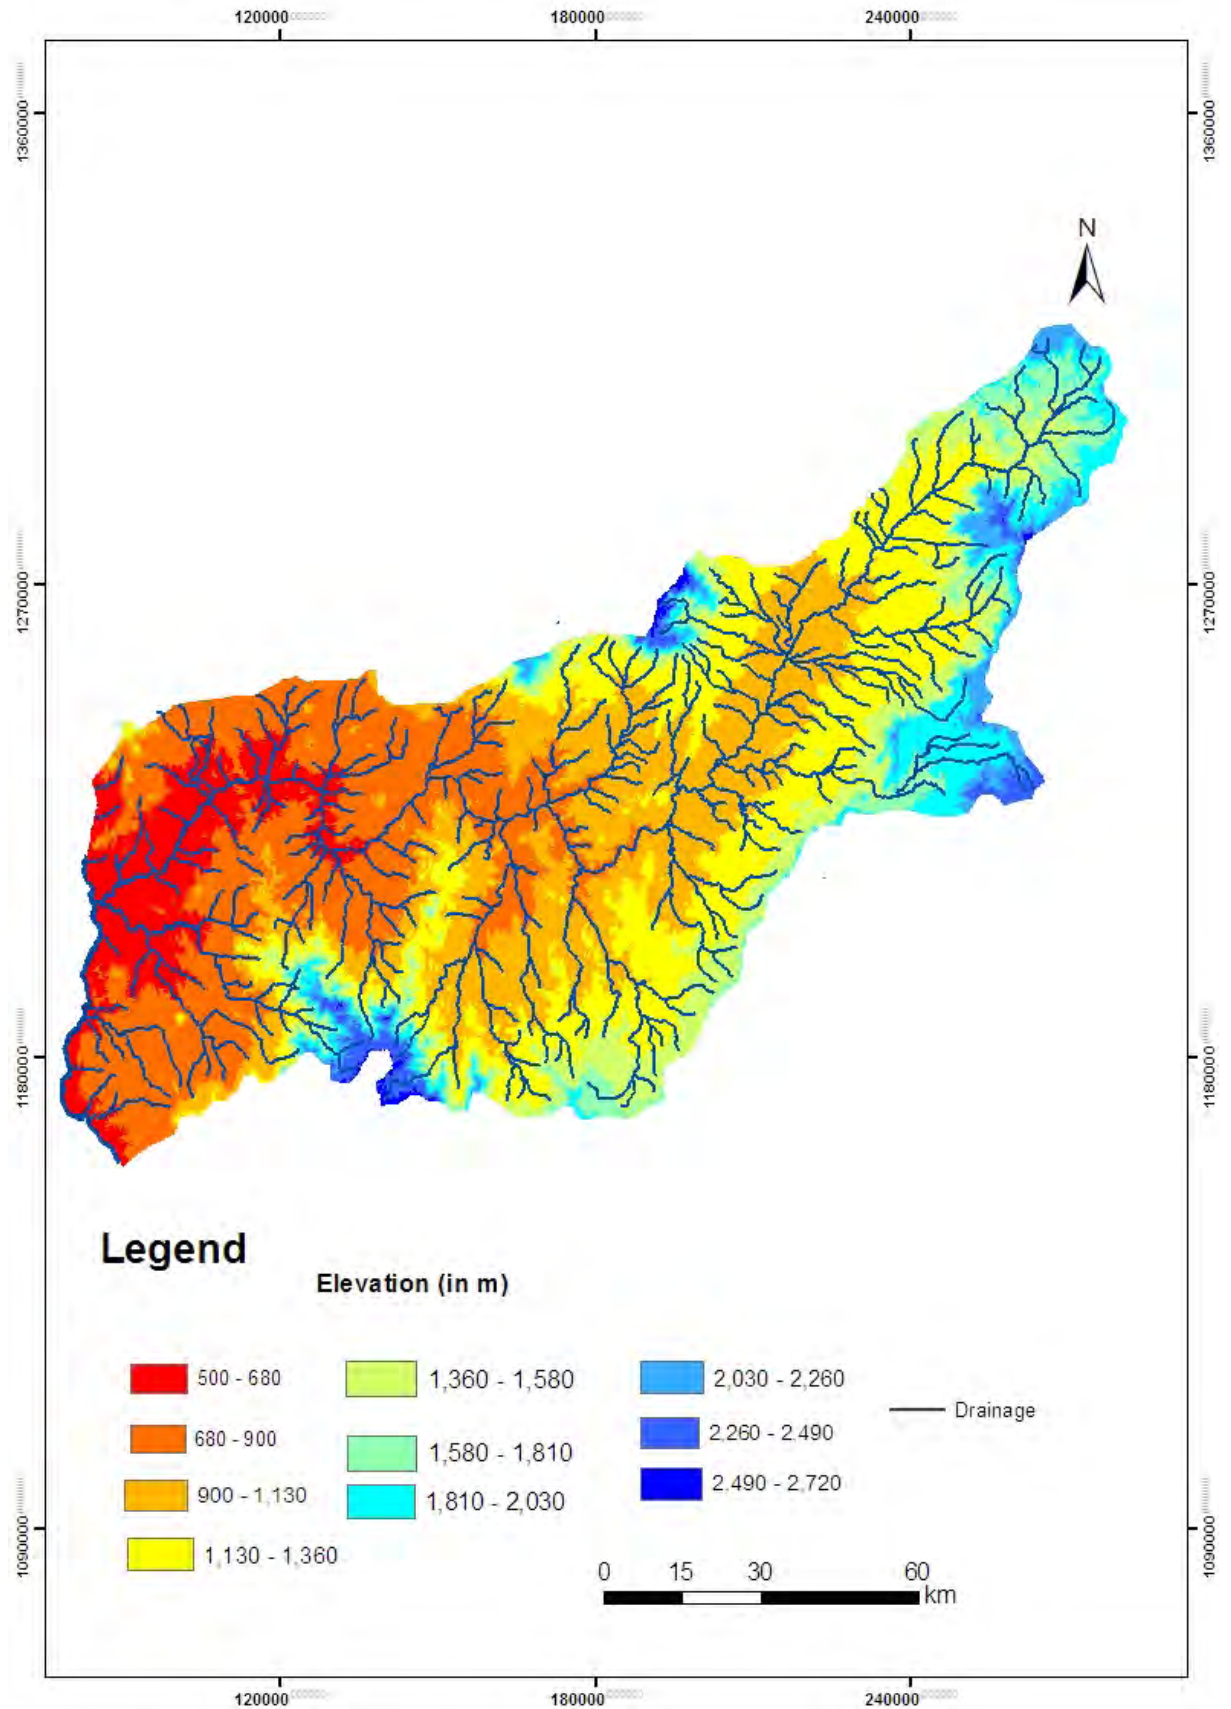 120000 180000 240000
1360000 1360000
N
1270000 1270000
1180000 1180000
Legend
Elevation (in m)
500 - 680 1,360 - 1,580 2,030 - 2,260
Drainage
680 - 900 1,580 - 1,810 2,260 - 2.490
900 - 1,130 1,810 - 2,030 2.490 - 2,720
1,130 - 1,360
1090000 1090000
0 15 30 60
km
120000 180000 240000